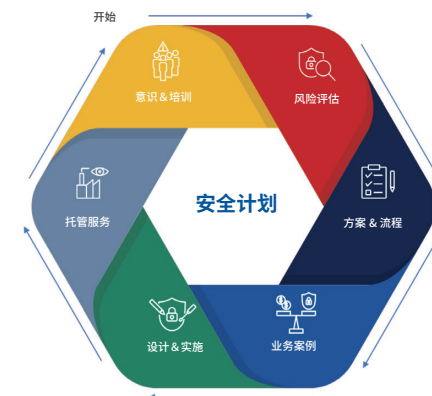 开始
意识＆培训
风险评估
托管服务
安全计划
方案 & 流程
设计＆实施
业务案例